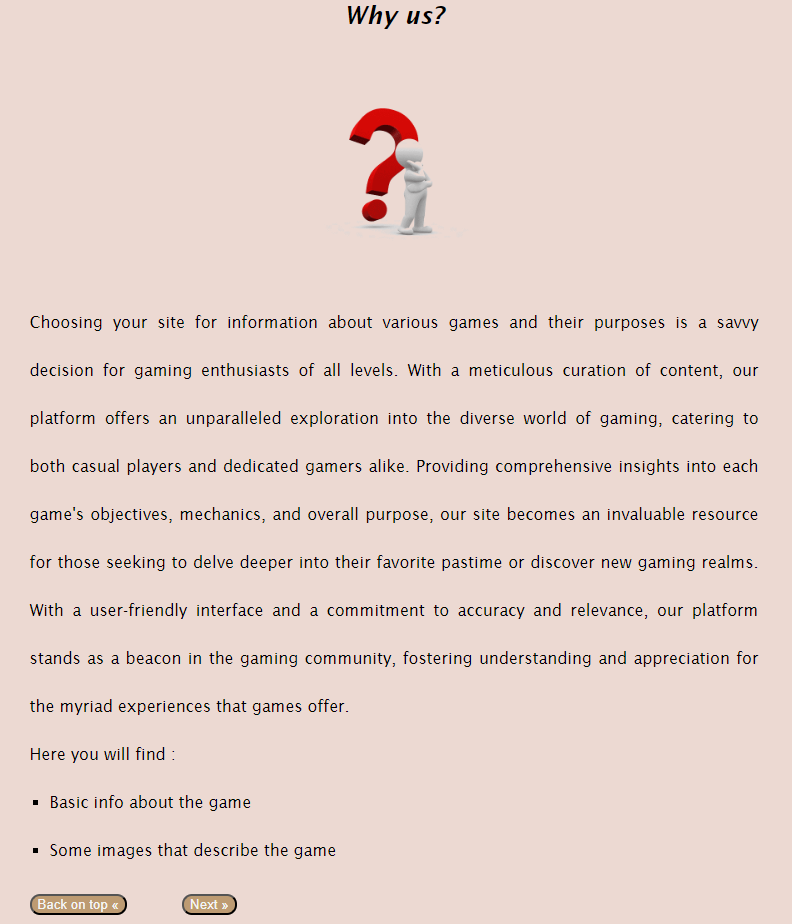 Why us?
Choosing your site for information about various games and their purposes is a savvy
decision for gaming enthusiasts of all levels. With a meticulous curation of content, our
platform offers an unparalleled exploration into the diverse world of gaming, catering to
both casual players and dedicated gamers alike. Providing comprehensive insights into each
game's objectives, mechanics, and overall purpose, our site becomes an invaluable resource
for those seeking to delve deeper into their favorite pastime or discover new gaming realms.
With a user-friendly interface and a commitment to accuracy and relevance, our platform
stands as a beacon in the gaming community, fostering understanding and appreciation for
the myriad experiences that games offer.
Here you will find :
▪ Basic info about the game
▪ Some images that describe the game
Back on top « Next »